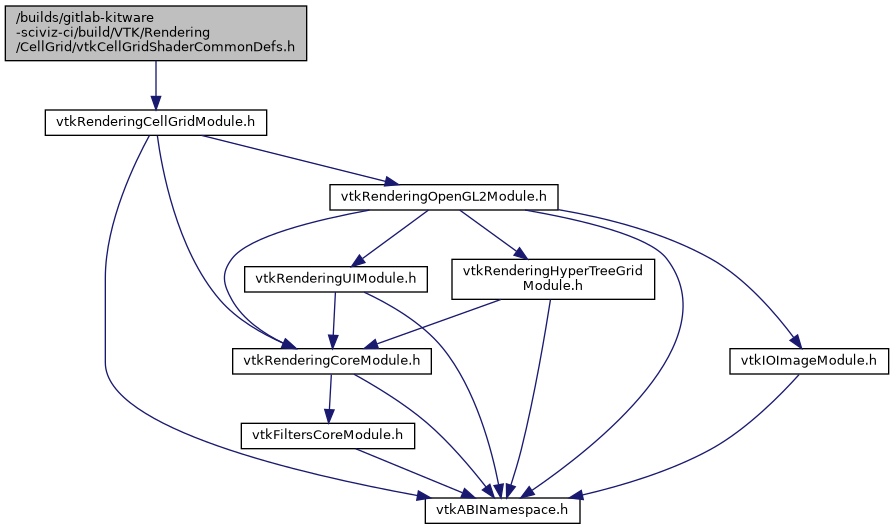 /builds/gitlab-kitware
-sciviz-ci/build/VTK/Rendering
/CellGrid/vtkCellGridShaderCommonDefs.h
vtkRenderingCellGridModule.h
vtkRenderingOpenGL2Module.h
vtkRenderingUIModule.h
vtkRenderingHyperTreeGrid
Module.h
vtkRenderingCoreModule.h
vtkIOImageModule.h
vtkFiltersCoreModule.h
vtkABINamespace.h